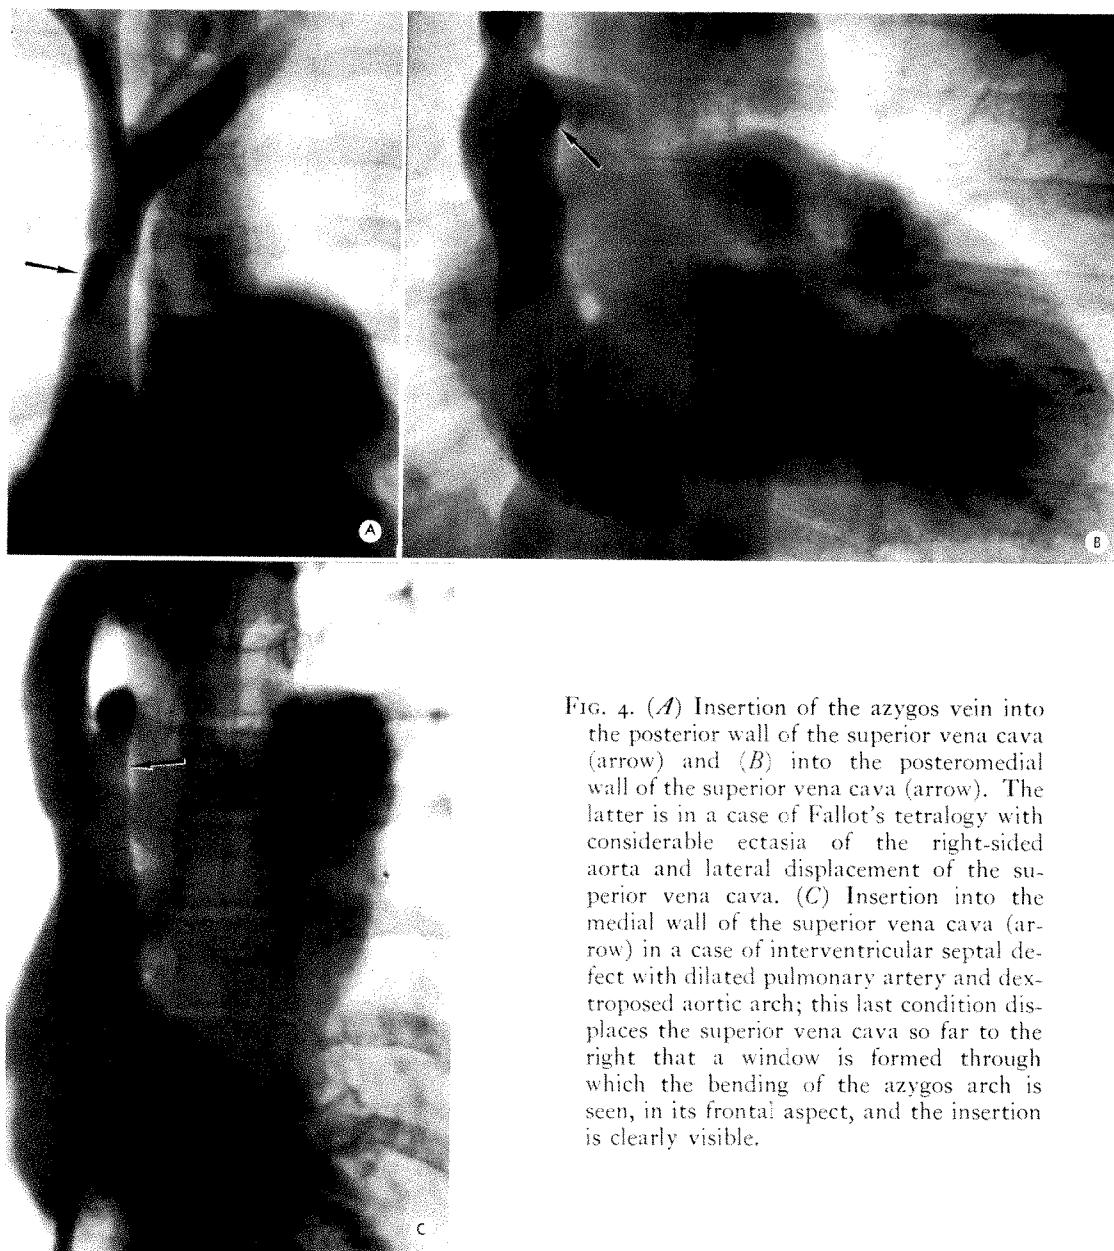 A
B
C
FIG. 4. (A) Insertion of the azygos vein into
the posterior wall of the superior vena cava
(arrow) and (B) into the posteromedial
wall of the superior vena cava (arrow). The
latter is in a case of Fallot's tetralogy with
considerable ectasia of the right-sided
aorta and lateral displacement of the su-
perior vena cava. (C) Insertion into the
medial wall of the superior vena cava (ar-
row) in a case of interventricular septal de-
fect with dilated pulmonary artery and dex-
troposed aortic arch; this last condition dis-
places the superior vena cava so far to the
right that a window is formed through
which the bending of the azygos arch is
seen, in its frontal aspect, and the insertion
is clearly visible.